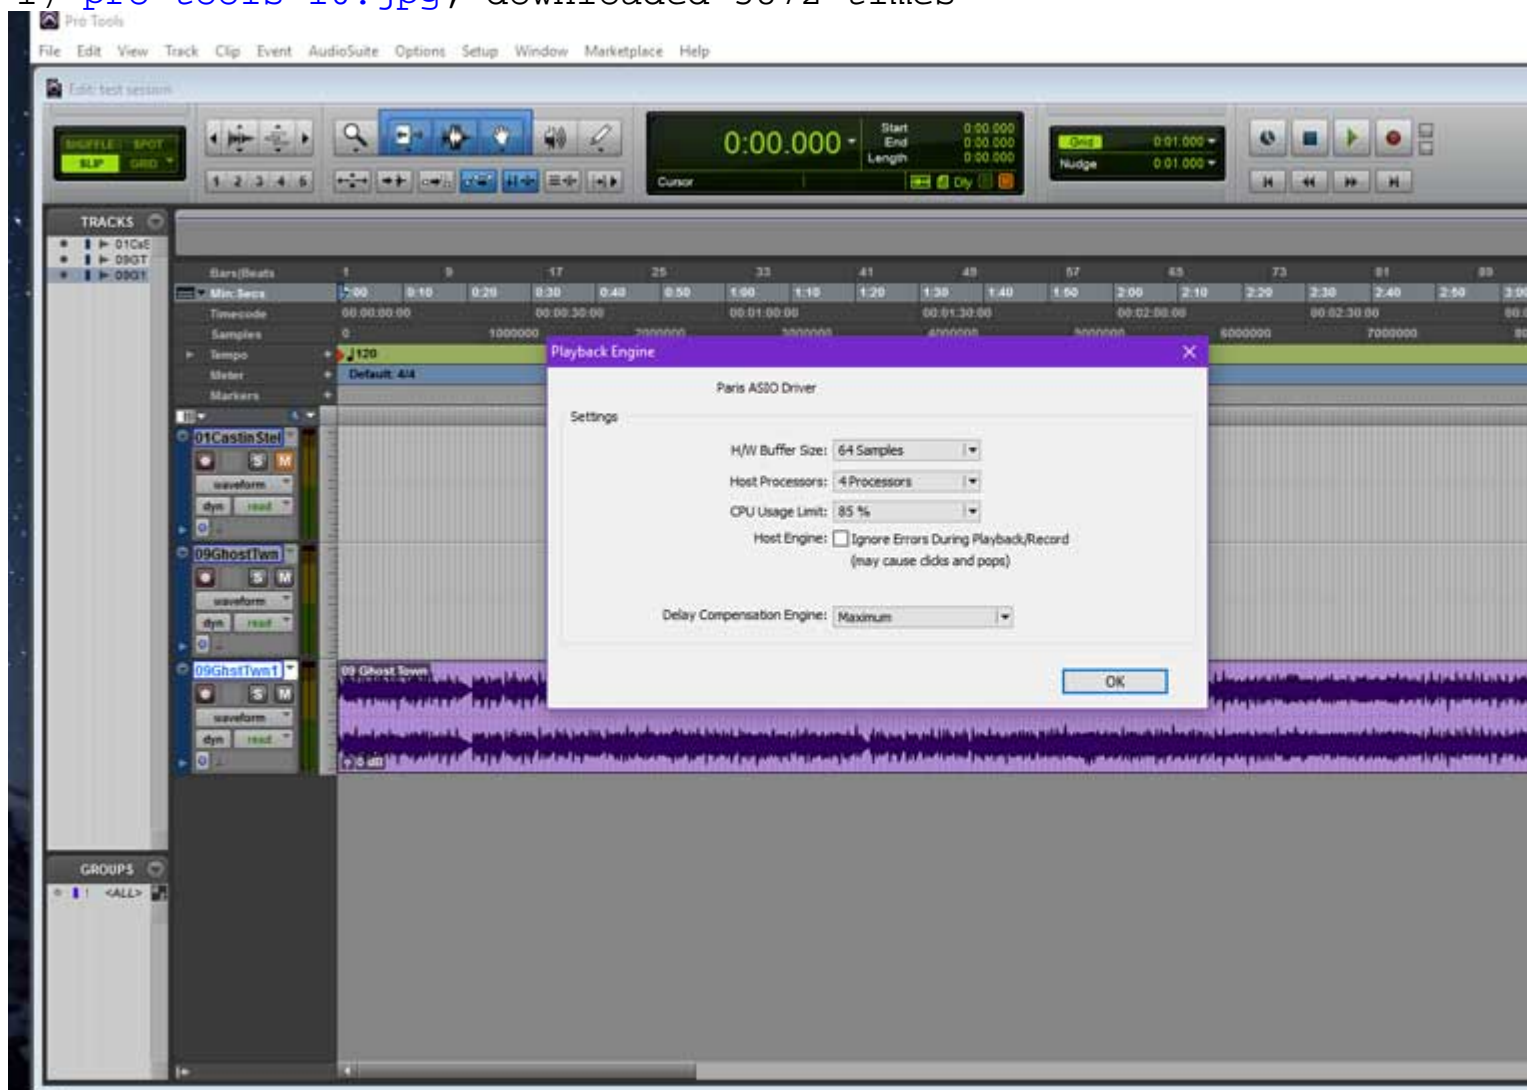 Pro Tools
File Edit View Track Clip Event AudioSuite Options Setup Window Marketplace Help
Edit: test session
SHUFFLE SPOT
SLIP GRID
1 2 3 4 5
0:00.000
Start 0:00.000
End 0:00.000
Length 0:00.000
Cursor
Dly
Grid 0:01.000
Nudge 0:01.000
TRACKS
01CsS
09GT
09G1
Bars|Beats 1 9 17 25 33 41 49 57 65 73 81 89
Min:Secs 0:00 0:10 0:20 0:30 0:40 0:50 1:00 1:10 1:20 1:30 1:40 1:50 2:00 2:10 2:20 2:30 2:40 2:50 3:00
Timecode 00:00:00:00 00:00:30:00 00:01:00:00 00:01:30:00 00:02:00:00 00:02:30:00
Samples 0 1000000 2000000 3000000 4000000 5000000 6000000 7000000
Tempo 120
Meter Default: 4/4
Markers
Playback Engine
Paris ASIO Driver
Settings
H/W Buffer Size: 64 Samples
Host Processors: 4 Processors
CPU Usage Limit: 85 %
Host Engine: Ignore Errors During Playback/Record
(may cause clicks and pops)
Delay Compensation Engine: Maximum
OK
01CastinStel
S M
waveform
dyn read
09GhostTwn
S M
waveform
dyn read
09GhstTwn1
S M
waveform
dyn read
09 Ghost Town
0 dB
GROUPS
! <ALL>